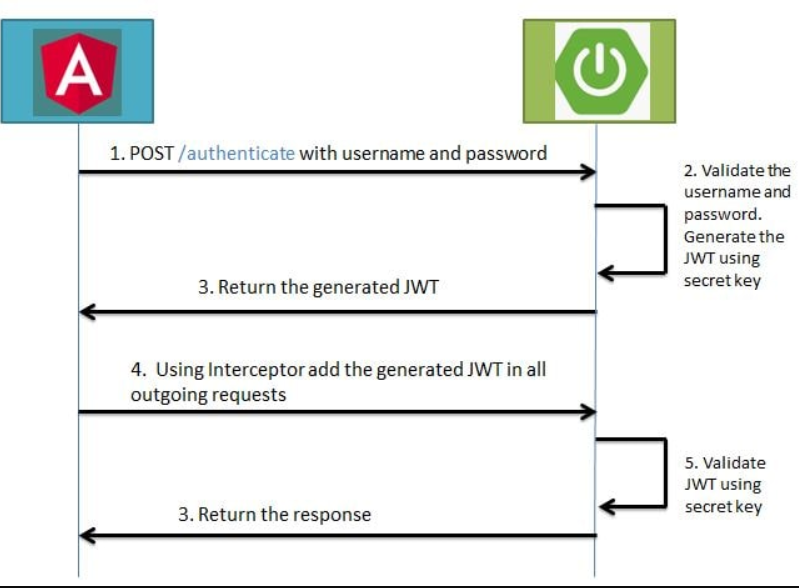 A
1. POST /authenticate with username and password
2. Validate the
username and
password.
Generate the
JWT using
secret key
3. Return the generated JWT
4. Using Interceptor add the generated JWT in all
outgoing requests
5. Validate
JWT using
secret key
3. Return the response